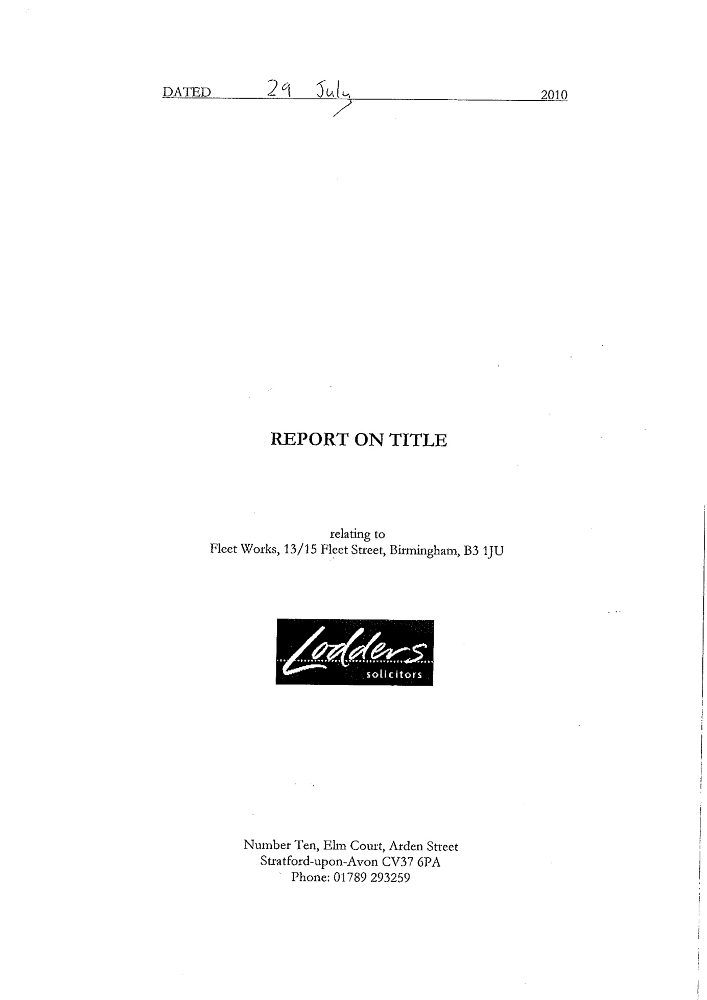 DATED 29 July 2010
REPORT ON TITLE
relating to
Fleet Works, 13/15 Fleet Street, Birmingham, B3 1JU
Lodders
solicitors
Number Ten, Elm Court, Arden Street
Stratford-upon-Avon CV37 6PA
Phone: 01789 293259